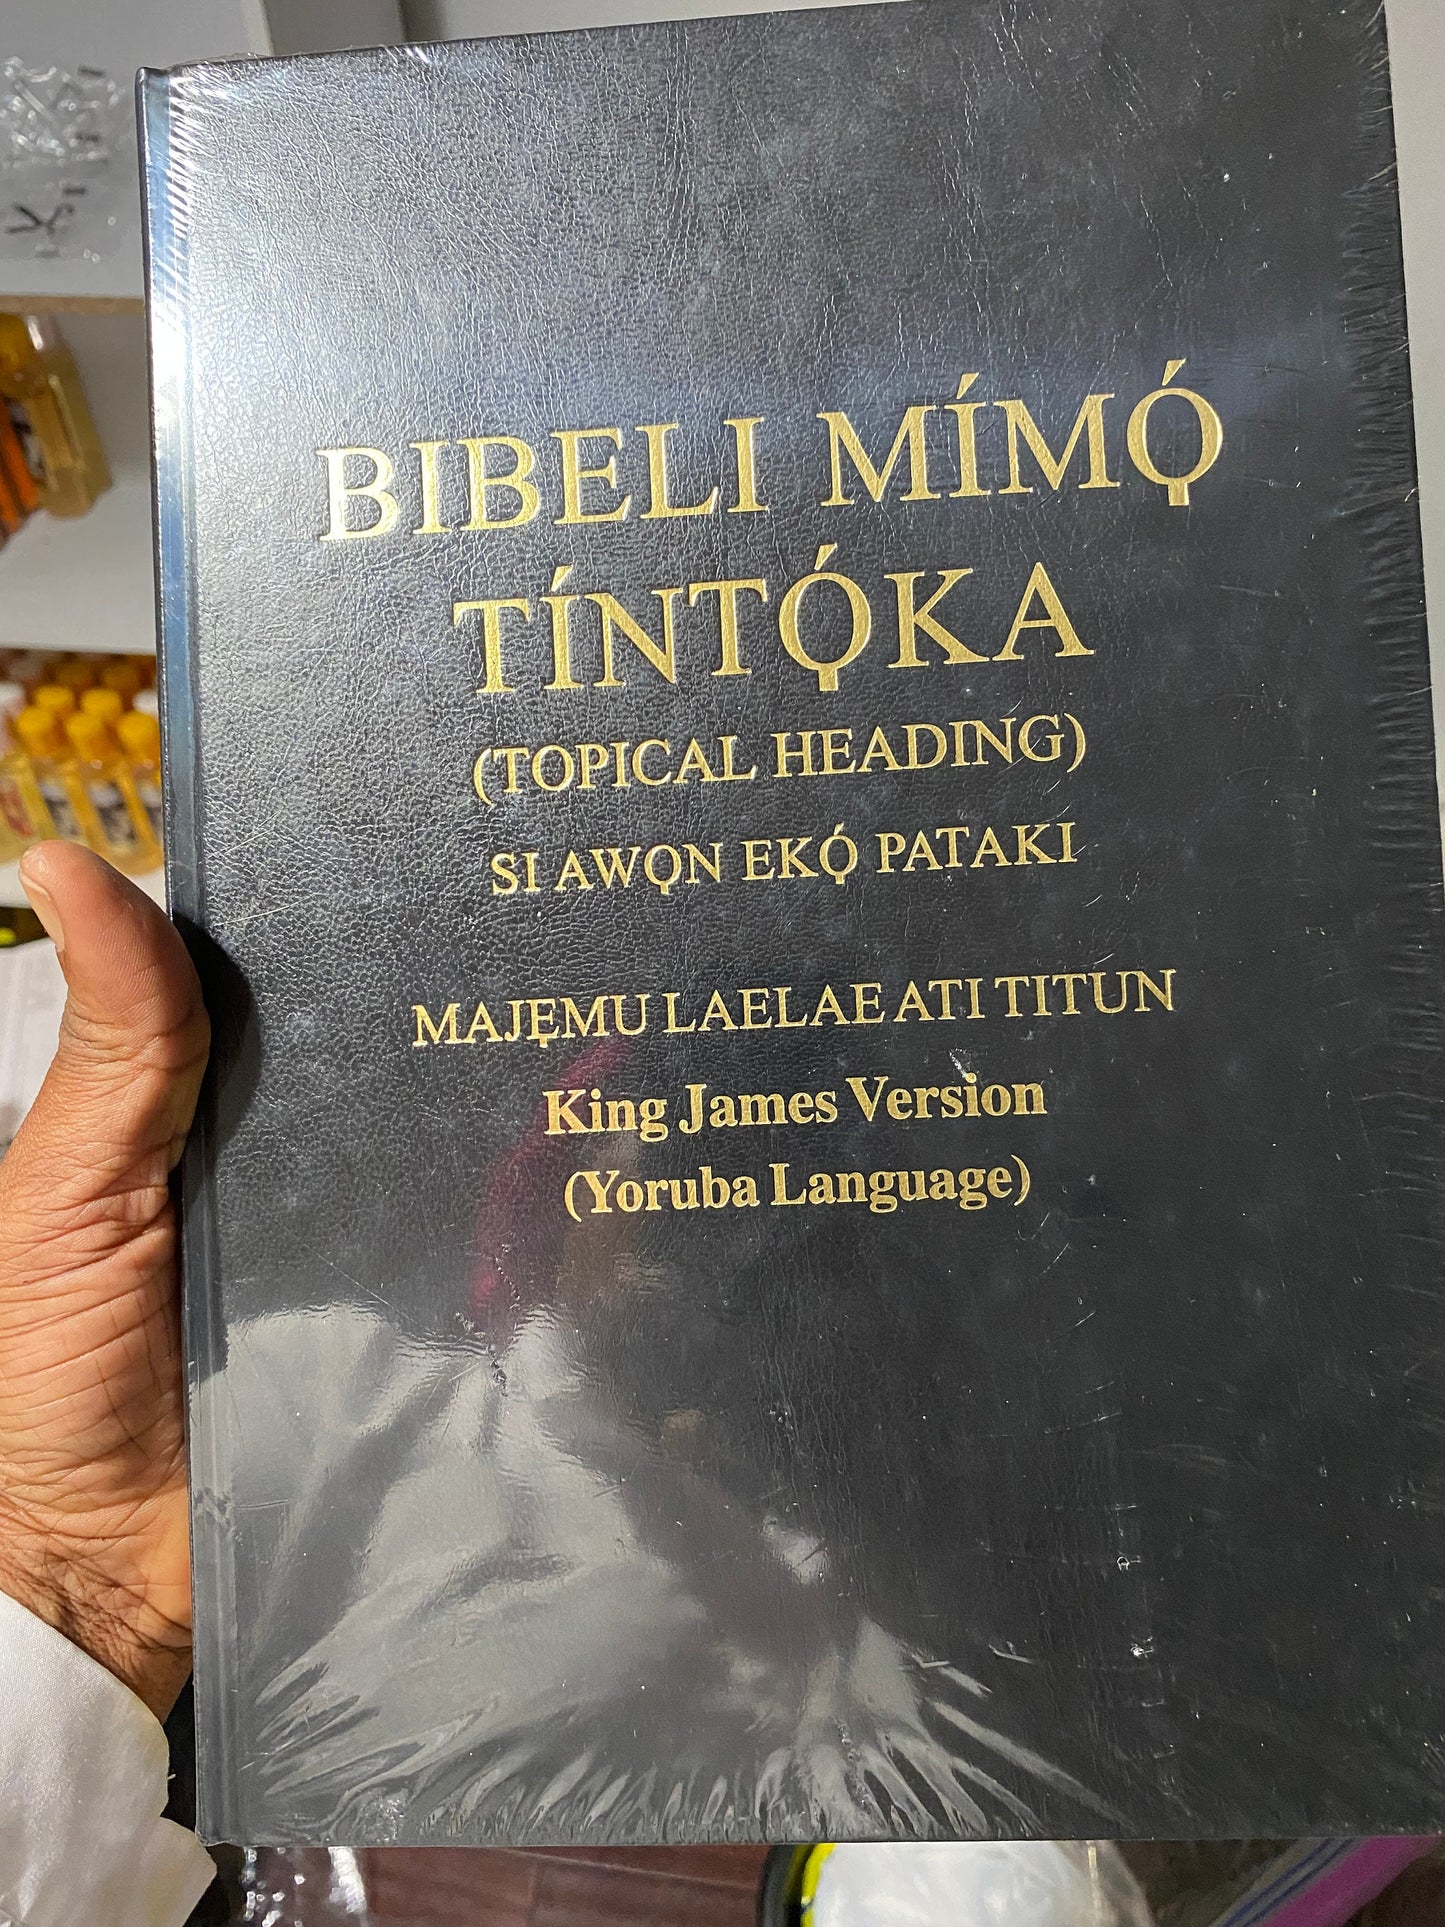 BIBELI MÍMỌ́
TÍNTỌ́KA
(TOPICAL HEADING)
SI AWỌN EKỌ́ PATAKI
MAJẸMU LAELAE ATI TITUN
King James Version
(Yoruba Language)